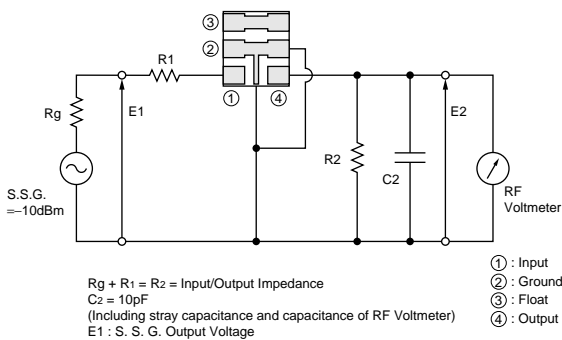 ③
②
R1
① ④
Rg
E1
E2
R2
C2
S.S.G.
=–10dBm
RF
Voltmeter
Rg + R1 = R2 = Input/Output Impedance
C2 = 10pF
(Including stray capacitance and capacitance of RF Voltmeter)
E1 : S. S. G. Output Voltage
① : Input
② : Ground
③ : Float
④ : Output